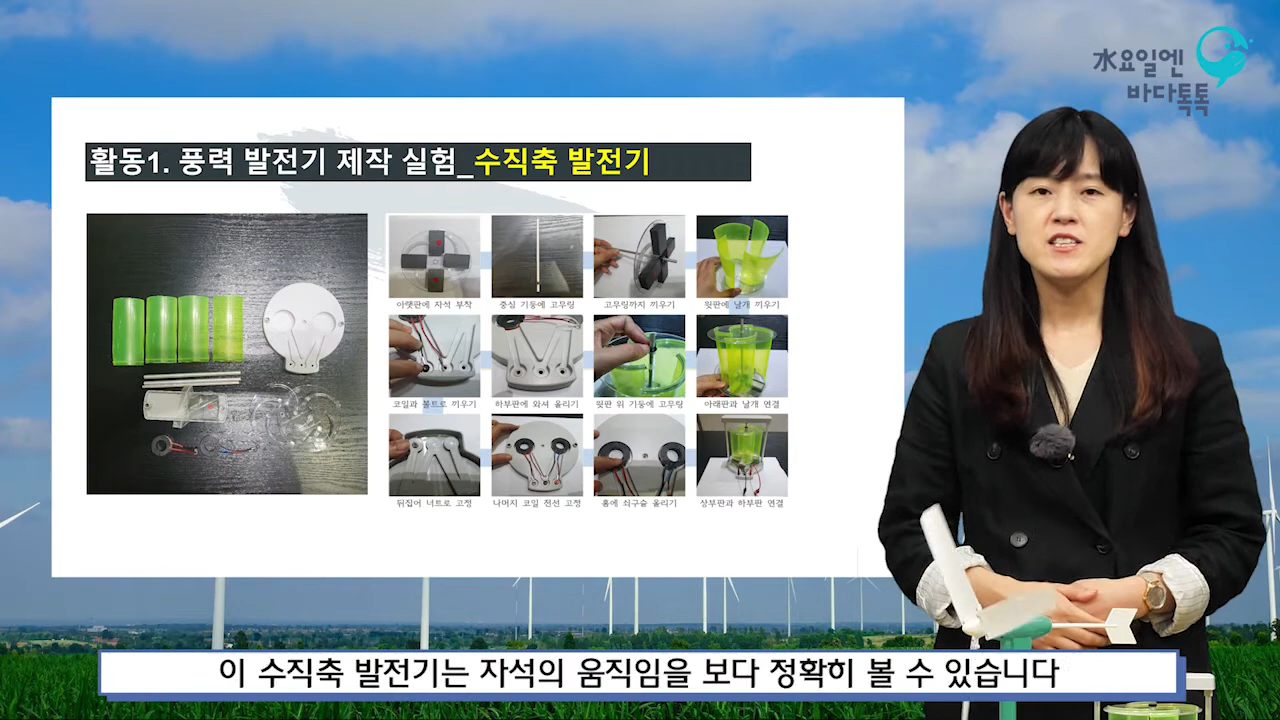 水요일엔
바다톡톡
활동1. 풍력 발전기 제작 실험_수직축 발전기
아랫판에 자석 부착
중심 기둥에 고무링
고무링까지 끼우기
윗판에 날개 끼우기
코일과 볼트로 끼우기
하부판에 와셔 올리기
윗판 위 기둥에 고무링
아래판과 날개 연결
뒤집어 너트로 고정
나머지 코일 전선 고정
홈에 쇠구슬 올리기
상부판과 하부판 연결
이 수직축 발전기는 자석의 움직임을 보다 정확히 볼 수 있습니다